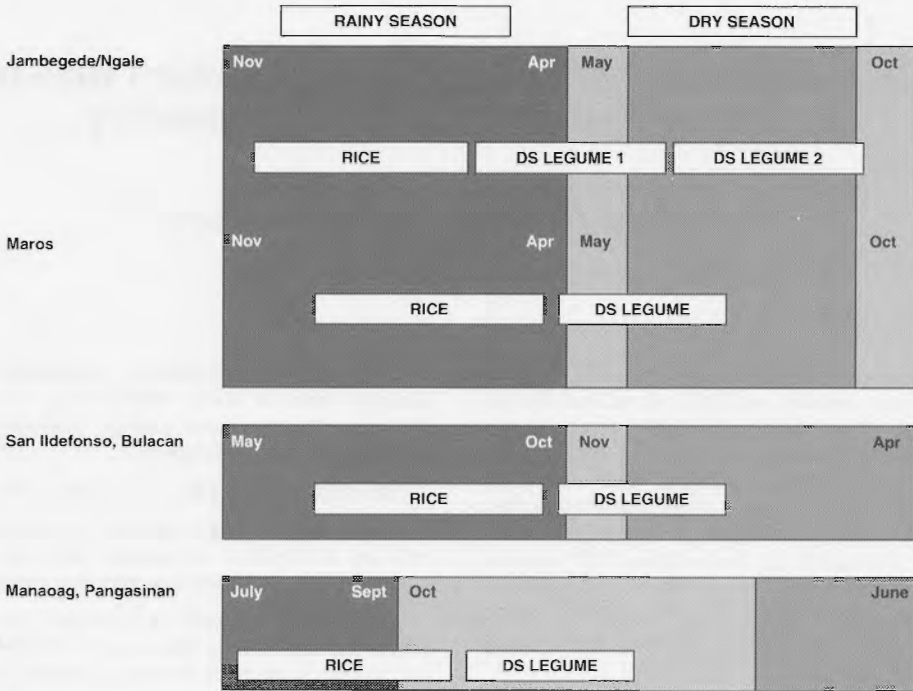 RAINY SEASON DRY SEASON
Jambegede/Ngale Nov Apr May Oct
RICE DS LEGUME 1 DS LEGUME 2
Maros Nov Apr May Oct
RICE DS LEGUME
San Ildefonso, Bulacan May Oct Nov Apr
RICE DS LEGUME
Manaoag, Pangasinan July Sept Oct June
RICE DS LEGUME